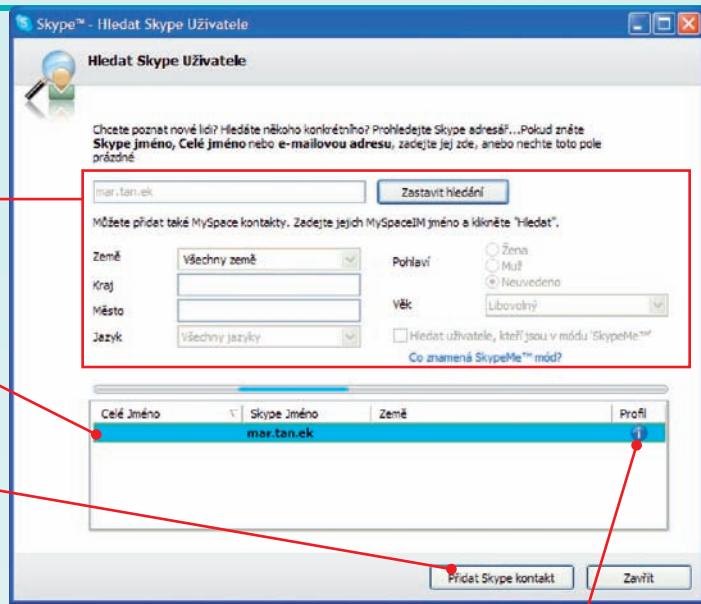 Skype™ - Hledat Skype Uživatele
Hledat Skype Uživatele
Chcete poznat nové lidi? Hledáte někoho konkrétního? Prohledejte Skype adresář...Pokud znáte
Skype jméno, Celé jméno nebo e-mailovou adresu, zadejte jej zde, anebo nechte toto pole
prázdné
mar.tan.ek
Zastavit hledání
Můžete přidat také MySpace kontakty. Zadejte jejich MySpaceIM jméno a klikněte "Hledat".
Země Všechny země
Kraj
Město
Jazyk Všechny jazyky
Pohlaví
Žena
Muž
Neuvedeno
Věk Libovolný
Hledat uživatele, kteří jsou v módu 'SkypeMe™'
Co znamená SkypeMe™ mód?
Celé Jméno Skype Jméno Země Profil
mar.tan.ek
Přidat Skype kontakt Zavřít